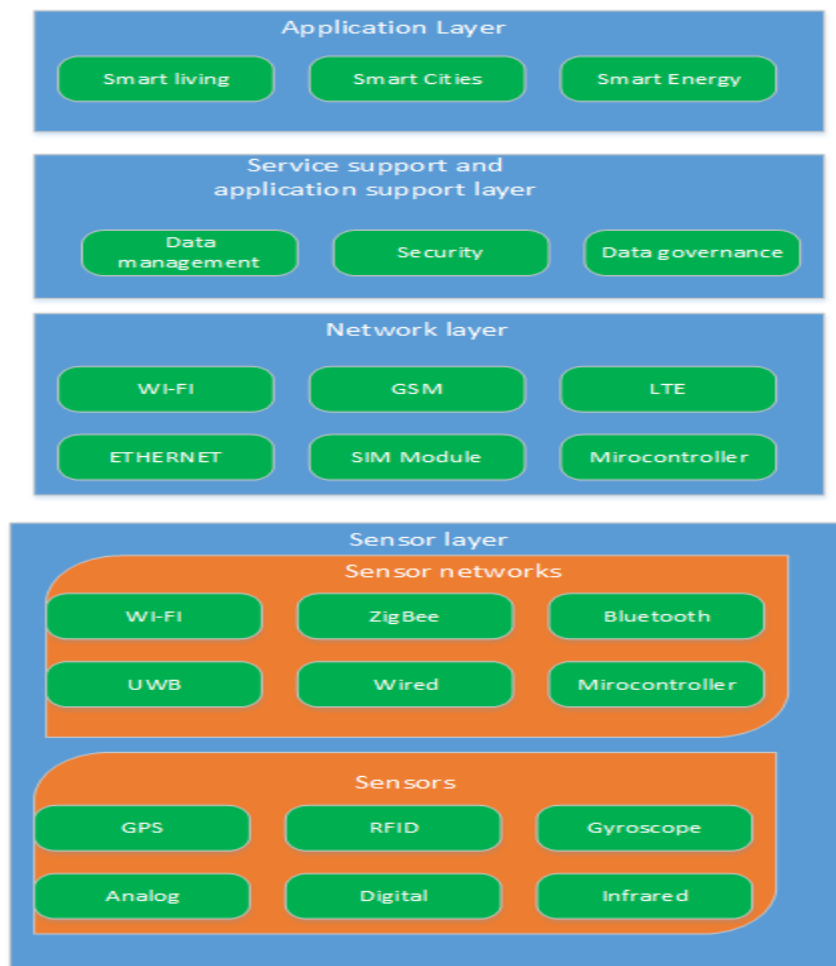 Application Layer
Smart living
Smart Cities
Smart Energy
Service support and
application support layer
Data
management
Security
Data governance
Network layer
WI-FI
GSM
LTE
ETHERNET
SIM Module
Mirocontroller
Sensor layer
Sensor networks
WI-FI
ZigBee
Bluetooth
UWB
Wired
Mirocontroller
Sensors
GPS
RFID
Gyroscope
Analog
Digital
Infrared